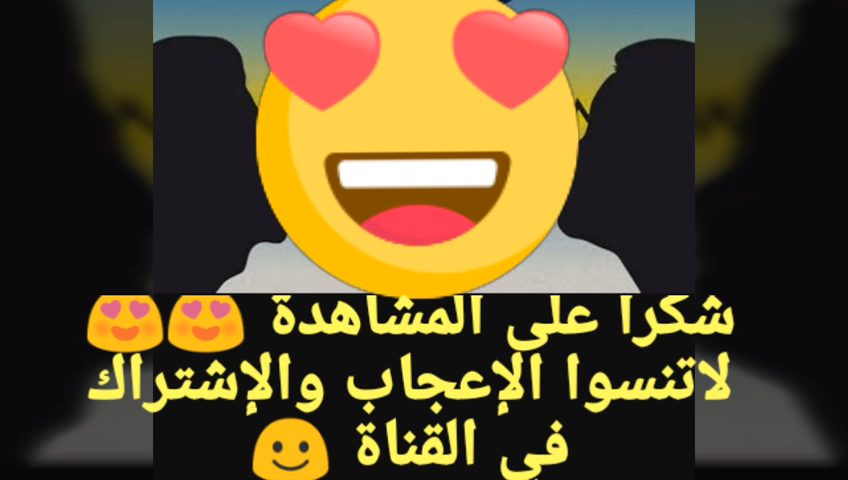 شكرا على المشاهدة 😍😍
لاتنسوا الإعجاب والإشتراك
في القناة 🙂